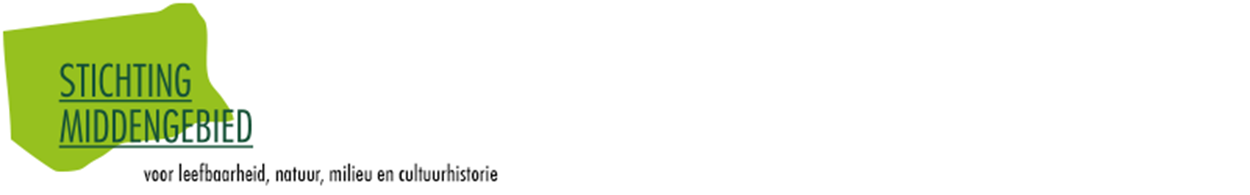 STICHTING
MIDDENGEBIED
voor leefbaarheid, natuur, milieu en cultuurhistorie